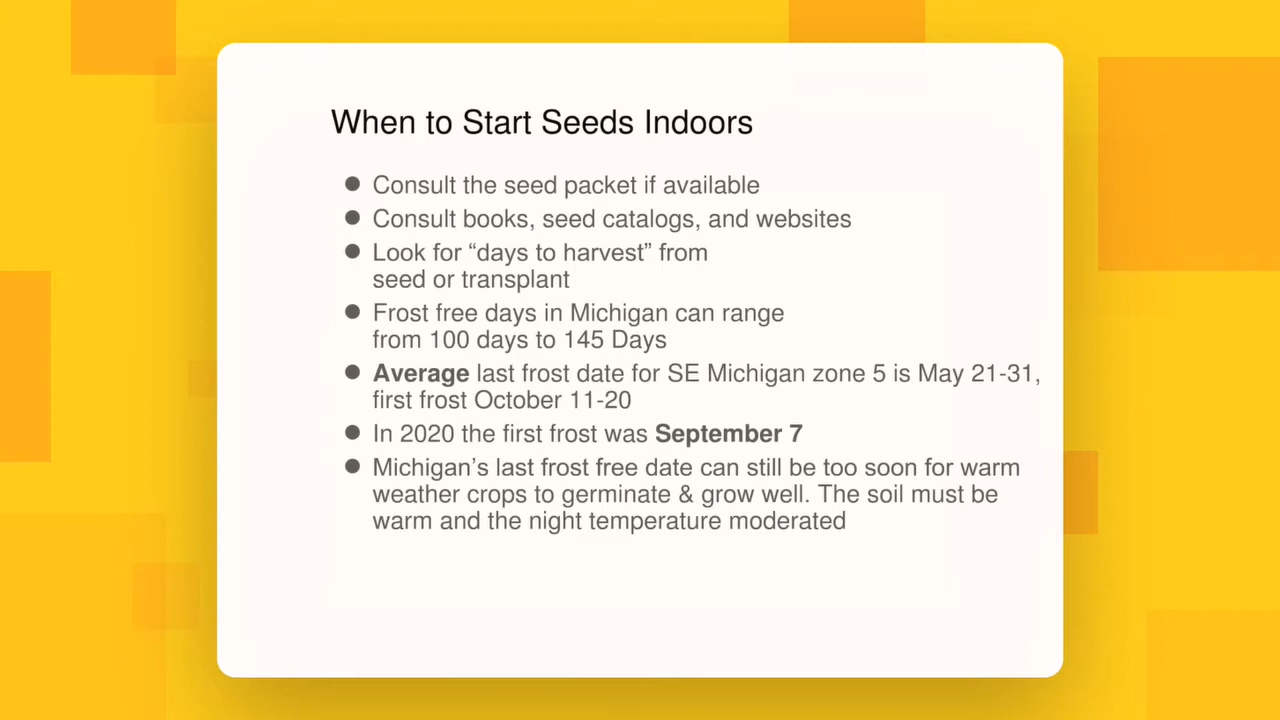 When to Start Seeds Indoors
● Consult the seed packet if available
● Consult books, seed catalogs, and websites
● Look for “days to harvest” from
seed or transplant
● Frost free days in Michigan can range
from 100 days to 145 Days
● Average last frost date for SE Michigan zone 5 is May 21-31,
first frost October 11-20
● In 2020 the first frost was September 7
● Michigan’s last frost free date can still be too soon for warm
weather crops to germinate & grow well. The soil must be
warm and the night temperature moderated